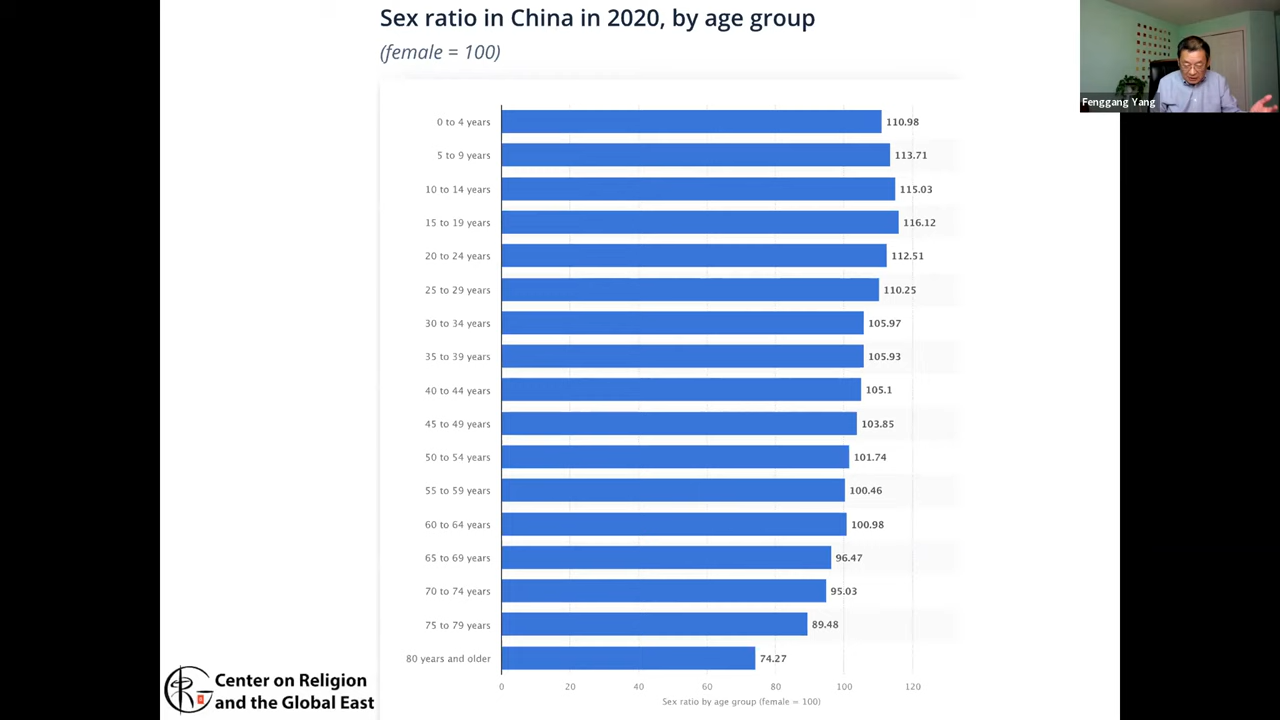 Sex ratio in China in 2020, by age group
(female = 100)
Fenggang Yang
0 to 4 years 110.98
5 to 9 years 113.71
10 to 14 years 115.03
15 to 19 years 116.12
20 to 24 years 112.51
25 to 29 years 110.25
30 to 34 years 105.97
35 to 39 years 105.93
40 to 44 years 105.1
45 to 49 years 103.85
50 to 54 years 101.74
55 to 59 years 100.46
60 to 64 years 100.98
65 to 69 years 96.47
70 to 74 years 95.03
75 to 79 years 89.48
80 years and older 74.27
0 20 40 60 80 100 120
Sex ratio by age group (female = 100)
Center on Religion
and the Global East